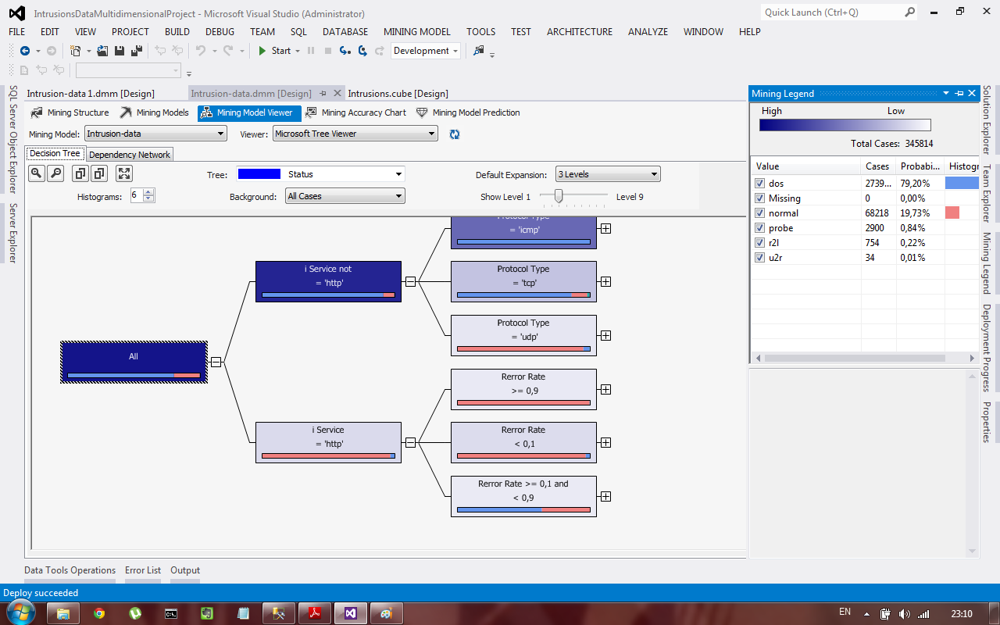 IntrusionsDataMultidimensionalProject - Microsoft Visual Studio (Administrator)
Quick Launch (Ctrl+Q)
FILE EDIT VIEW PROJECT BUILD DEBUG TEAM SQL DATABASE MINING MODEL TOOLS TEST ARCHITECTURE ANALYZE WINDOW HELP
Start Development
SQL Server Object Explorer
Server Explorer
Intrusion-data 1.dmm [Design] Intrusion-data.dmm [Design] Intrusions.cube [Design]
Mining Structure Mining Models Mining Model Viewer Mining Accuracy Chart Mining Model Prediction
Mining Model: Intrusion-data Viewer: Microsoft Tree Viewer
Decision Tree Dependency Network
Tree: Status Default Expansion: 3 Levels
Histograms: 6 Background: All Cases Show Level 1 Level 9
Protocol Type
= 'icmp'
i Service not
= 'http'
Protocol Type
= 'tcp'
Protocol Type
= 'udp'
All
Rerror Rate
>= 0,9
i Service
= 'http'
Rerror Rate
< 0,1
Rerror Rate >= 0,1 and
< 0,9
Mining Legend
High Low
Total Cases: 345814
Value Cases Probabi... Histogr
dos 2739... 79,20%
Missing 0 0,00%
normal 68218 19,73%
probe 2900 0,84%
r2l 754 0,22%
u2r 34 0,01%
Solution Explorer
Team Explorer
Mining Legend
Deployment Progress
Properties
Data Tools Operations Error List Output
Deploy succeeded
EN 23:10